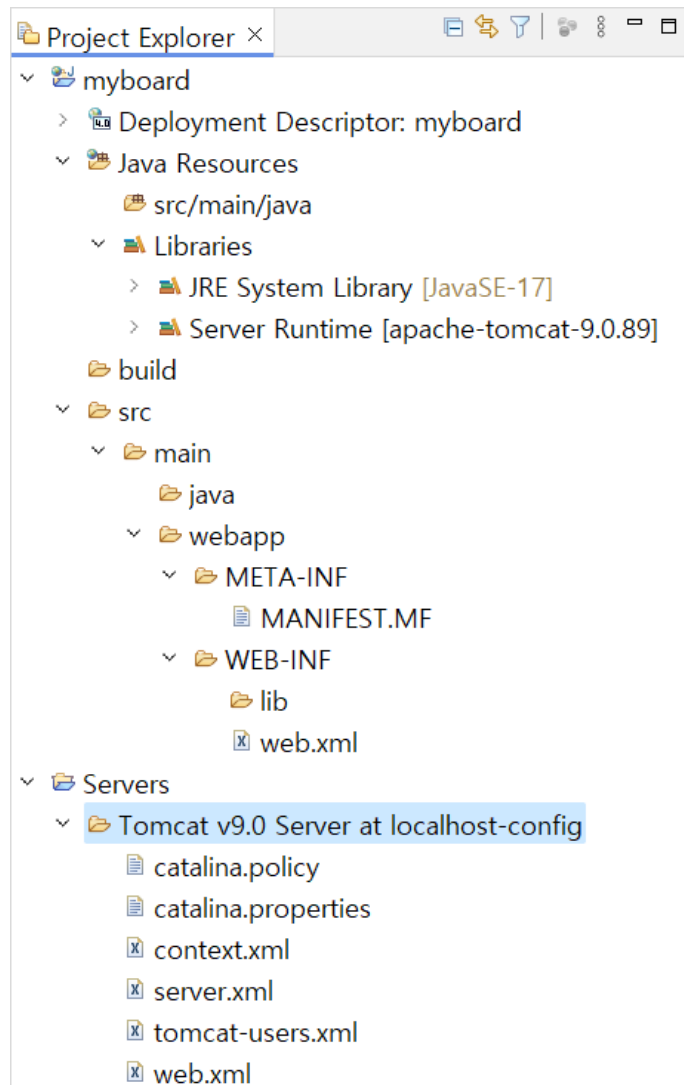 Project Explorer
myboard
Deployment Descriptor: myboard
Java Resources
src/main/java
Libraries
JRE System Library [JavaSE-17]
Server Runtime [apache-tomcat-9.0.89]
build
src
main
java
webapp
META-INF
MANIFEST.MF
WEB-INF
lib
web.xml
Servers
Tomcat v9.0 Server at localhost-config
catalina.policy
catalina.properties
context.xml
server.xml
tomcat-users.xml
web.xml